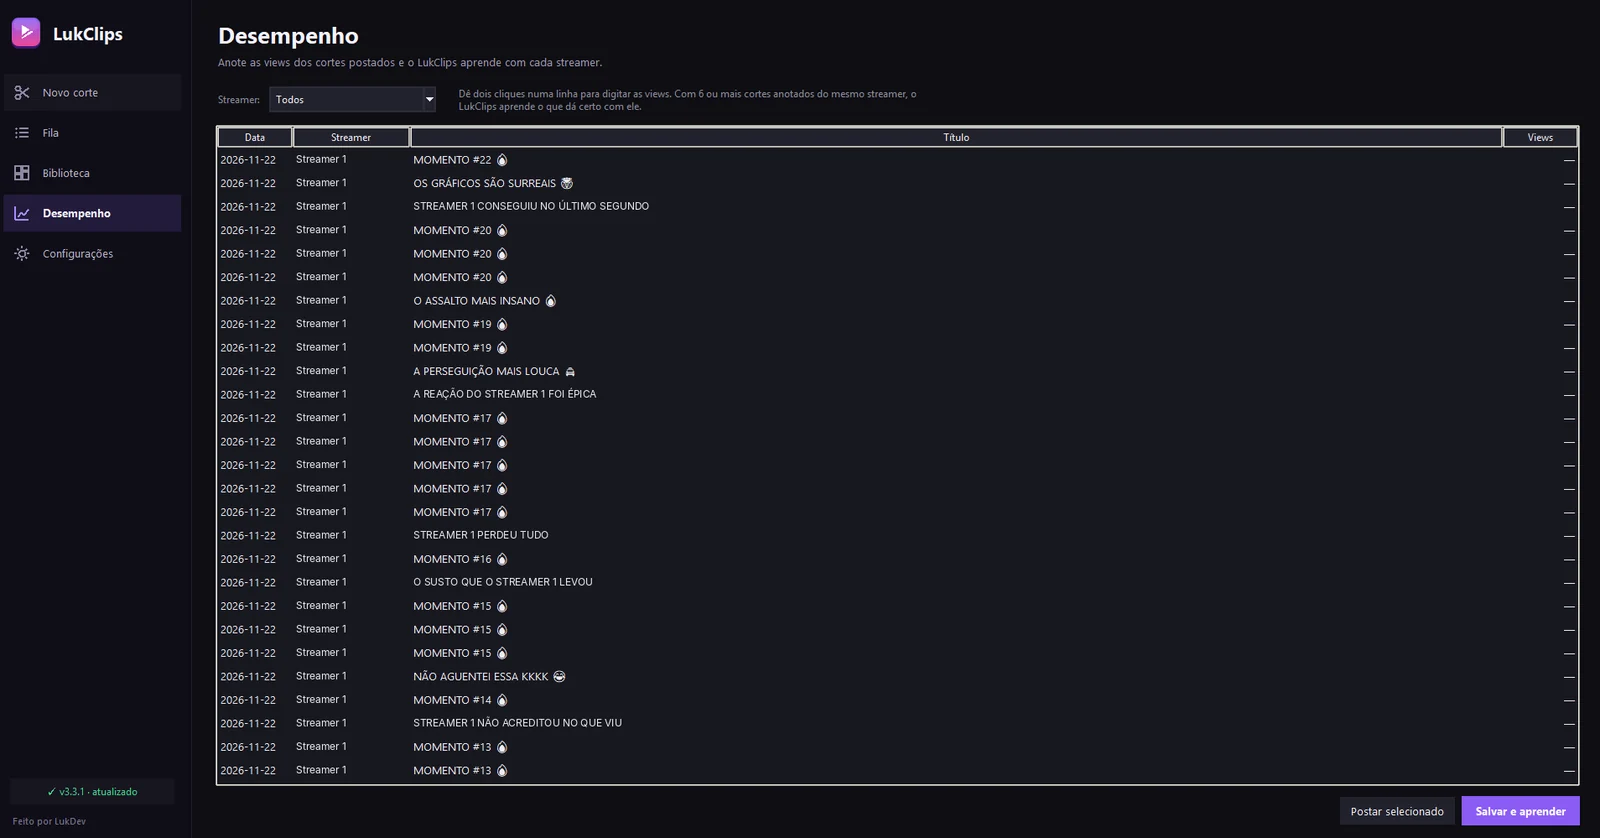 LukClips
Novo corte
Fila
Biblioteca
Desempenho
Configurações
✓ v3.3.1 · atualizado
Feito por LukDev
Desempenho
Anote as views dos cortes postados e o LukClips aprende com cada streamer.
Streamer: Todos
Dê dois cliques numa linha para digitar as views. Com 6 ou mais cortes anotados do mesmo streamer, o
LukClips aprende o que dá certo com ele.
Data Streamer Título Views
2026-11-22 Streamer 1 MOMENTO #22 —
2026-11-22 Streamer 1 OS GRÁFICOS SÃO SURREAIS —
2026-11-22 Streamer 1 STREAMER 1 CONSEGUIU NO ÚLTIMO SEGUNDO —
2026-11-22 Streamer 1 MOMENTO #20 —
2026-11-22 Streamer 1 MOMENTO #20 —
2026-11-22 Streamer 1 MOMENTO #20 —
2026-11-22 Streamer 1 O ASSALTO MAIS INSANO —
2026-11-22 Streamer 1 MOMENTO #19 —
2026-11-22 Streamer 1 MOMENTO #19 —
2026-11-22 Streamer 1 A PERSEGUIÇÃO MAIS LOUCA —
2026-11-22 Streamer 1 A REAÇÃO DO STREAMER 1 FOI ÉPICA —
2026-11-22 Streamer 1 MOMENTO #17 —
2026-11-22 Streamer 1 MOMENTO #17 —
2026-11-22 Streamer 1 MOMENTO #17 —
2026-11-22 Streamer 1 MOMENTO #17 —
2026-11-22 Streamer 1 MOMENTO #17 —
2026-11-22 Streamer 1 STREAMER 1 PERDEU TUDO —
2026-11-22 Streamer 1 MOMENTO #16 —
2026-11-22 Streamer 1 O SUSTO QUE O STREAMER 1 LEVOU —
2026-11-22 Streamer 1 MOMENTO #15 —
2026-11-22 Streamer 1 MOMENTO #15 —
2026-11-22 Streamer 1 MOMENTO #15 —
2026-11-22 Streamer 1 NÃO AGUENTEI ESSA KKKK —
2026-11-22 Streamer 1 MOMENTO #14 —
2026-11-22 Streamer 1 STREAMER 1 NÃO ACREDITOU NO QUE VIU —
2026-11-22 Streamer 1 MOMENTO #13 —
2026-11-22 Streamer 1 MOMENTO #13 —
Postar selecionado
Salvar e aprender